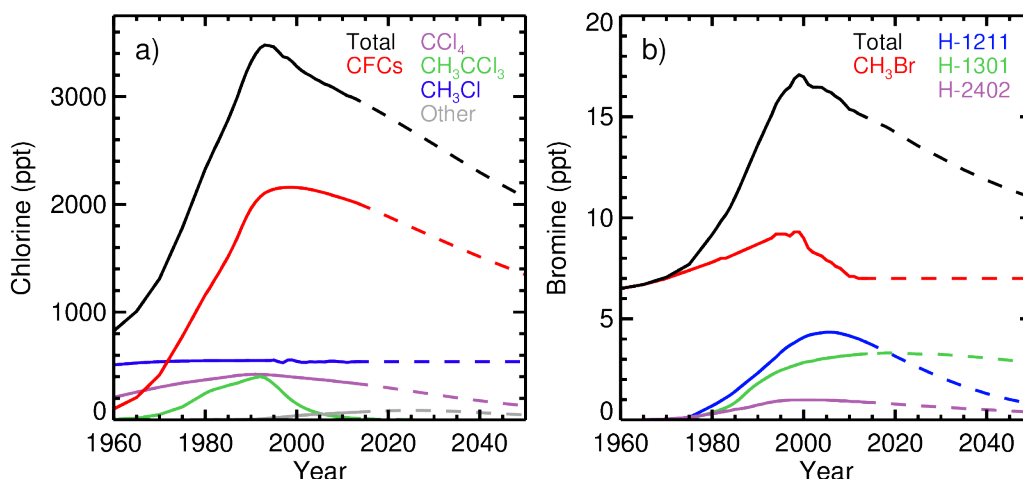 a)
Total CCl4
CFCs CH3CCl3
CH3Cl
Other
3000
2000
1000
0
Chlorine (ppt)
1960 1980 2000 2020 2040
Year
b)
Total H-1211
CH3Br H-1301
H-2402
20
15
10
5
0
Bromine (ppt)
1960 1980 2000 2020 2040
Year